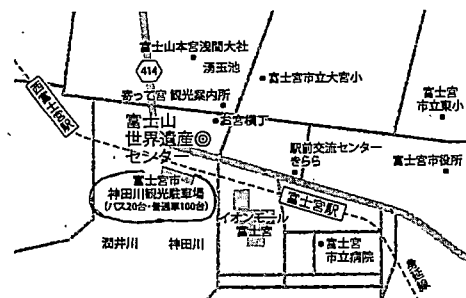 富士山本宮浅間大社
414
湧玉池
富士宮市立大宮小
寄って宮 観光案内所
富士宮
市立東小
お宮横丁
富士山
世界遺産◎
センター
駅前交流センター
きらら
富士宮市役所
西富士宮駅
富士宮市
神田川観光駐車場
(バス20台・普通車100台)
富士宮駅
イオンモール
富士宮
潤井川
神田川
富士宮
市立病院